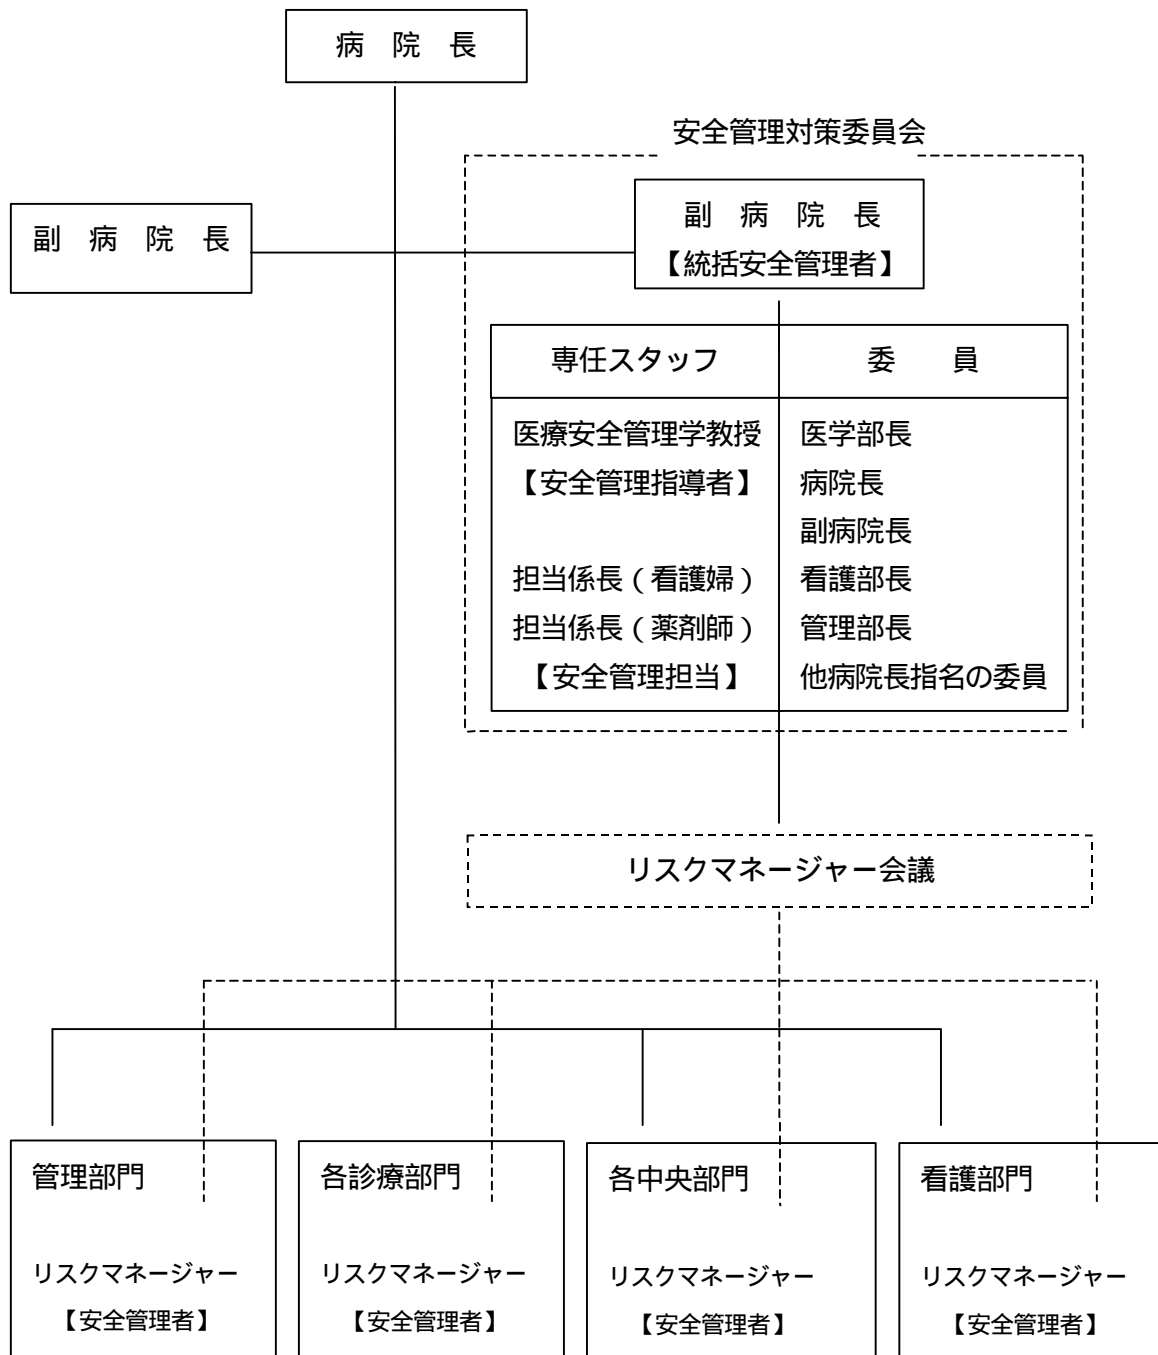 病　院　長
安全管理対策委員会
副　病　院　長
副　病　院　長
【統括安全管理者】
専任スタッフ
委　　員
医療安全管理学教授
【安全管理指導者】
担当係長（看護婦）
担当係長（薬剤師）
【安全管理担当】
医学部長
病院長
副病院長
看護部長
管理部長
他病院長指名の委員
リスクマネージャー会議
管理部門
リスクマネージャー
【安全管理者】
各診療部門
リスクマネージャー
【安全管理者】
各中央部門
リスクマネージャー
【安全管理者】
看護部門
リスクマネージャー
【安全管理者】